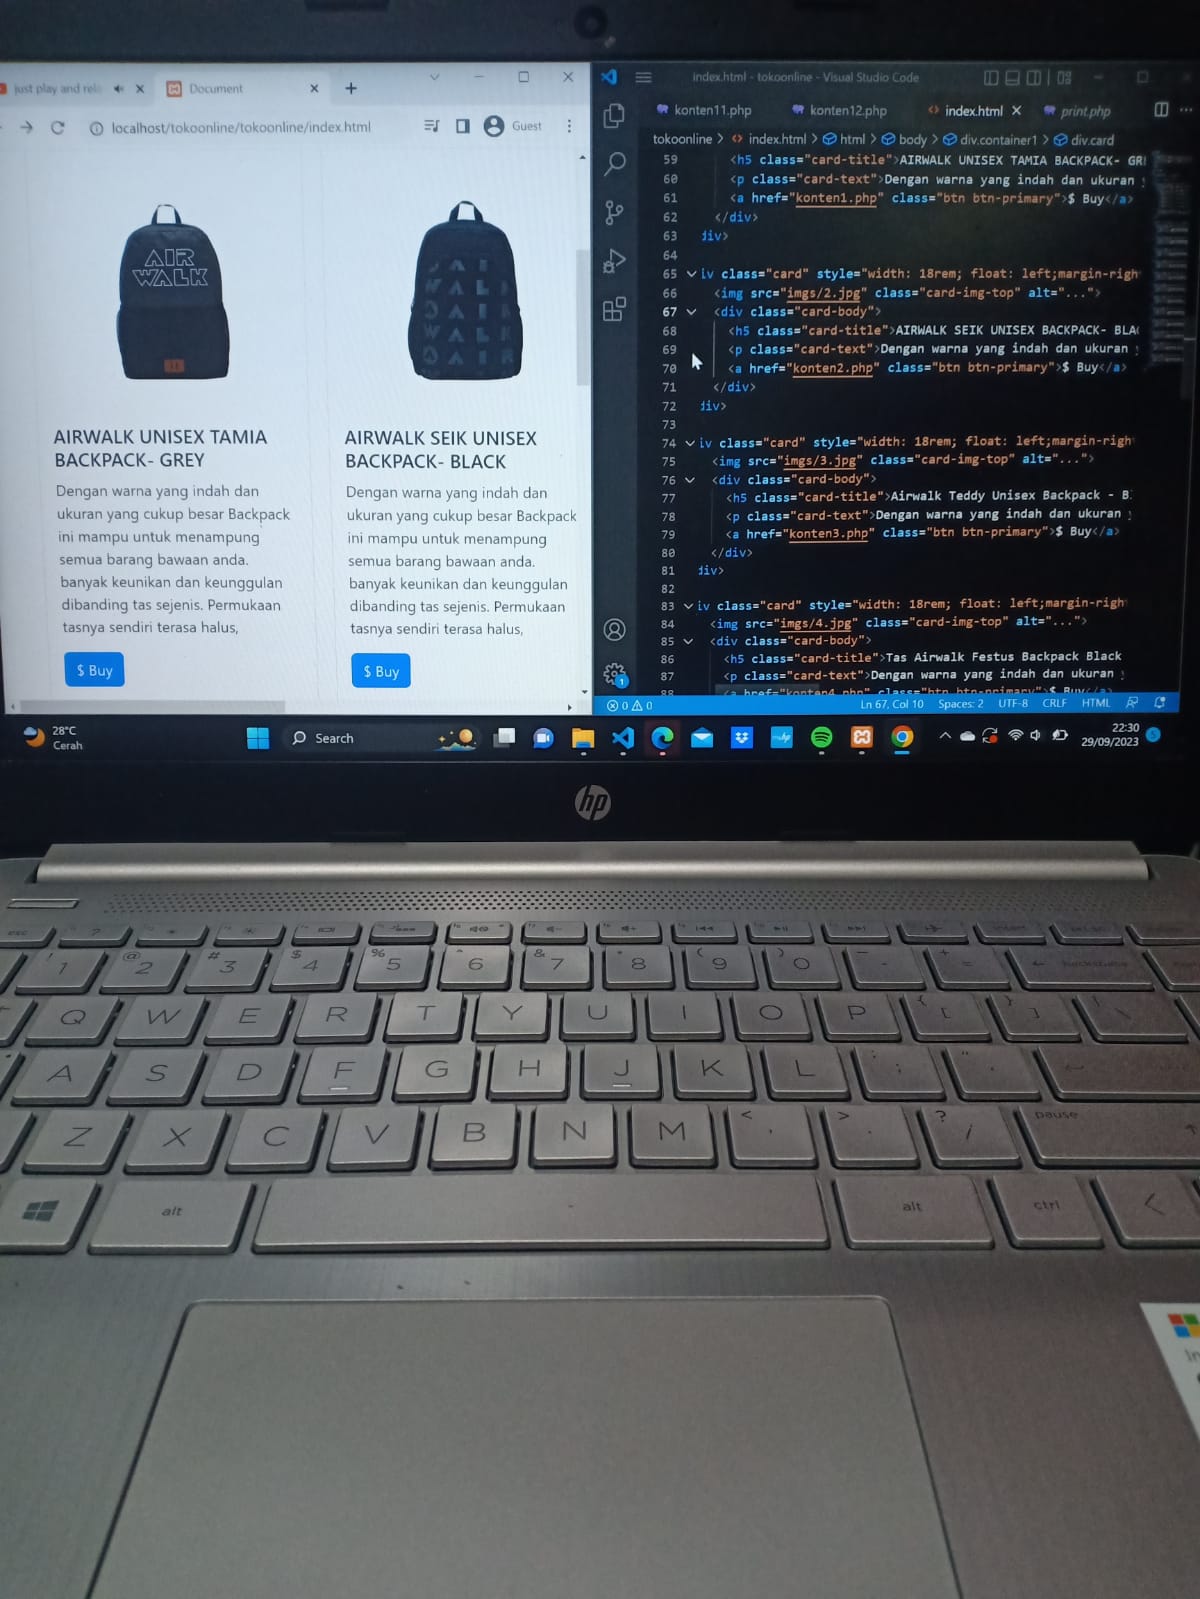 just play and rela
Document
localhost/tokoonline/tokoonline/index.html
Guest
AIR
WALK
AIRWALK UNISEX TAMIA
BACKPACK- GREY
Dengan warna yang indah dan
ukuran yang cukup besar Backpack
ini mampu untuk menampung
semua barang bawaan anda.
banyak keunikan dan keunggulan
dibanding tas sejenis. Permukaan
tasnya sendiri terasa halus,
$ Buy
AIRWALK SEIK UNISEX
BACKPACK- BLACK
Dengan warna yang indah dan
ukuran yang cukup besar Backpack
ini mampu untuk menampung
semua barang bawaan anda.
banyak keunikan dan keunggulan
dibanding tas sejenis. Permukaan
tasnya sendiri terasa halus,
$ Buy
index.html - tokoonline - Visual Studio Code
konten11.php konten12.php index.html print.php
tokoonline > index.html > html > body > div.container1 > div.card
59 <h5 class="card-title">AIRWALK UNISEX TAMIA BACKPACK- GRE
60 <p class="card-text">Dengan warna yang indah dan ukuran y
61 <a href="konten1.php" class="btn btn-primary">$ Buy</a>
62 </div>
63 div>
64
65 iv class="card" style="width: 18rem; float: left;margin-righ
66 <img src="imgs/2.jpg" class="card-img-top" alt="...">
67 <div class="card-body">
68 <h5 class="card-title">AIRWALK SEIK UNISEX BACKPACK- BLAC
69 <p class="card-text">Dengan warna yang indah dan ukuran y
70 <a href="konten2.php" class="btn btn-primary">$ Buy</a>
71 </div>
72 div>
73
74 iv class="card" style="width: 18rem; float: left;margin-righ
75 <img src="imgs/3.jpg" class="card-img-top" alt="...">
76 <div class="card-body">
77 <h5 class="card-title">Airwalk Teddy Unisex Backpack - B
78 <p class="card-text">Dengan warna yang indah dan ukuran y
79 <a href="konten3.php" class="btn btn-primary">$ Buy</a>
80 </div>
81 div>
82
83 iv class="card" style="width: 18rem; float: left;margin-righ
84 <img src="imgs/4.jpg" class="card-img-top" alt="...">
85 <div class="card-body">
86 <h5 class="card-title">Tas Airwalk Festus Backpack Black
87 <p class="card-text">Dengan warna yang indah dan ukuran y
88 <a href="konten4.php" class="btn btn-primary">$ Buy</a>
0 0 Ln 67, Col 10 Spaces: 2 UTF-8 CRLF HTML
28°C
Cerah
Search
22:30
29/09/2023
hp
esc
! 1 @ 2 # 3 $ 4 % 5 ^ 6 & 7 * 8 ( 9 ) 0 - + = backspace
Q W E R T Y U I O P { [ } ] | \
A S D F G H J K L : ; " '
Z X C V B N M < , > . ? / pause
alt alt ctrl <